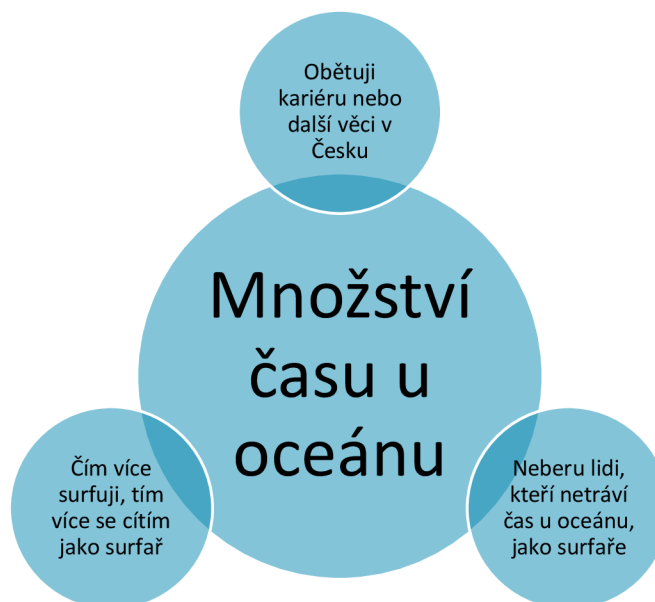 Obětuji
kariéru nebo
další věci v
Česku
Množství
času u
oceánu
Čím více
surfuji, tím
více se cítím
jako surfař
Neberu lidi,
kteří netráví
čas u oceánu,
jako surfaře